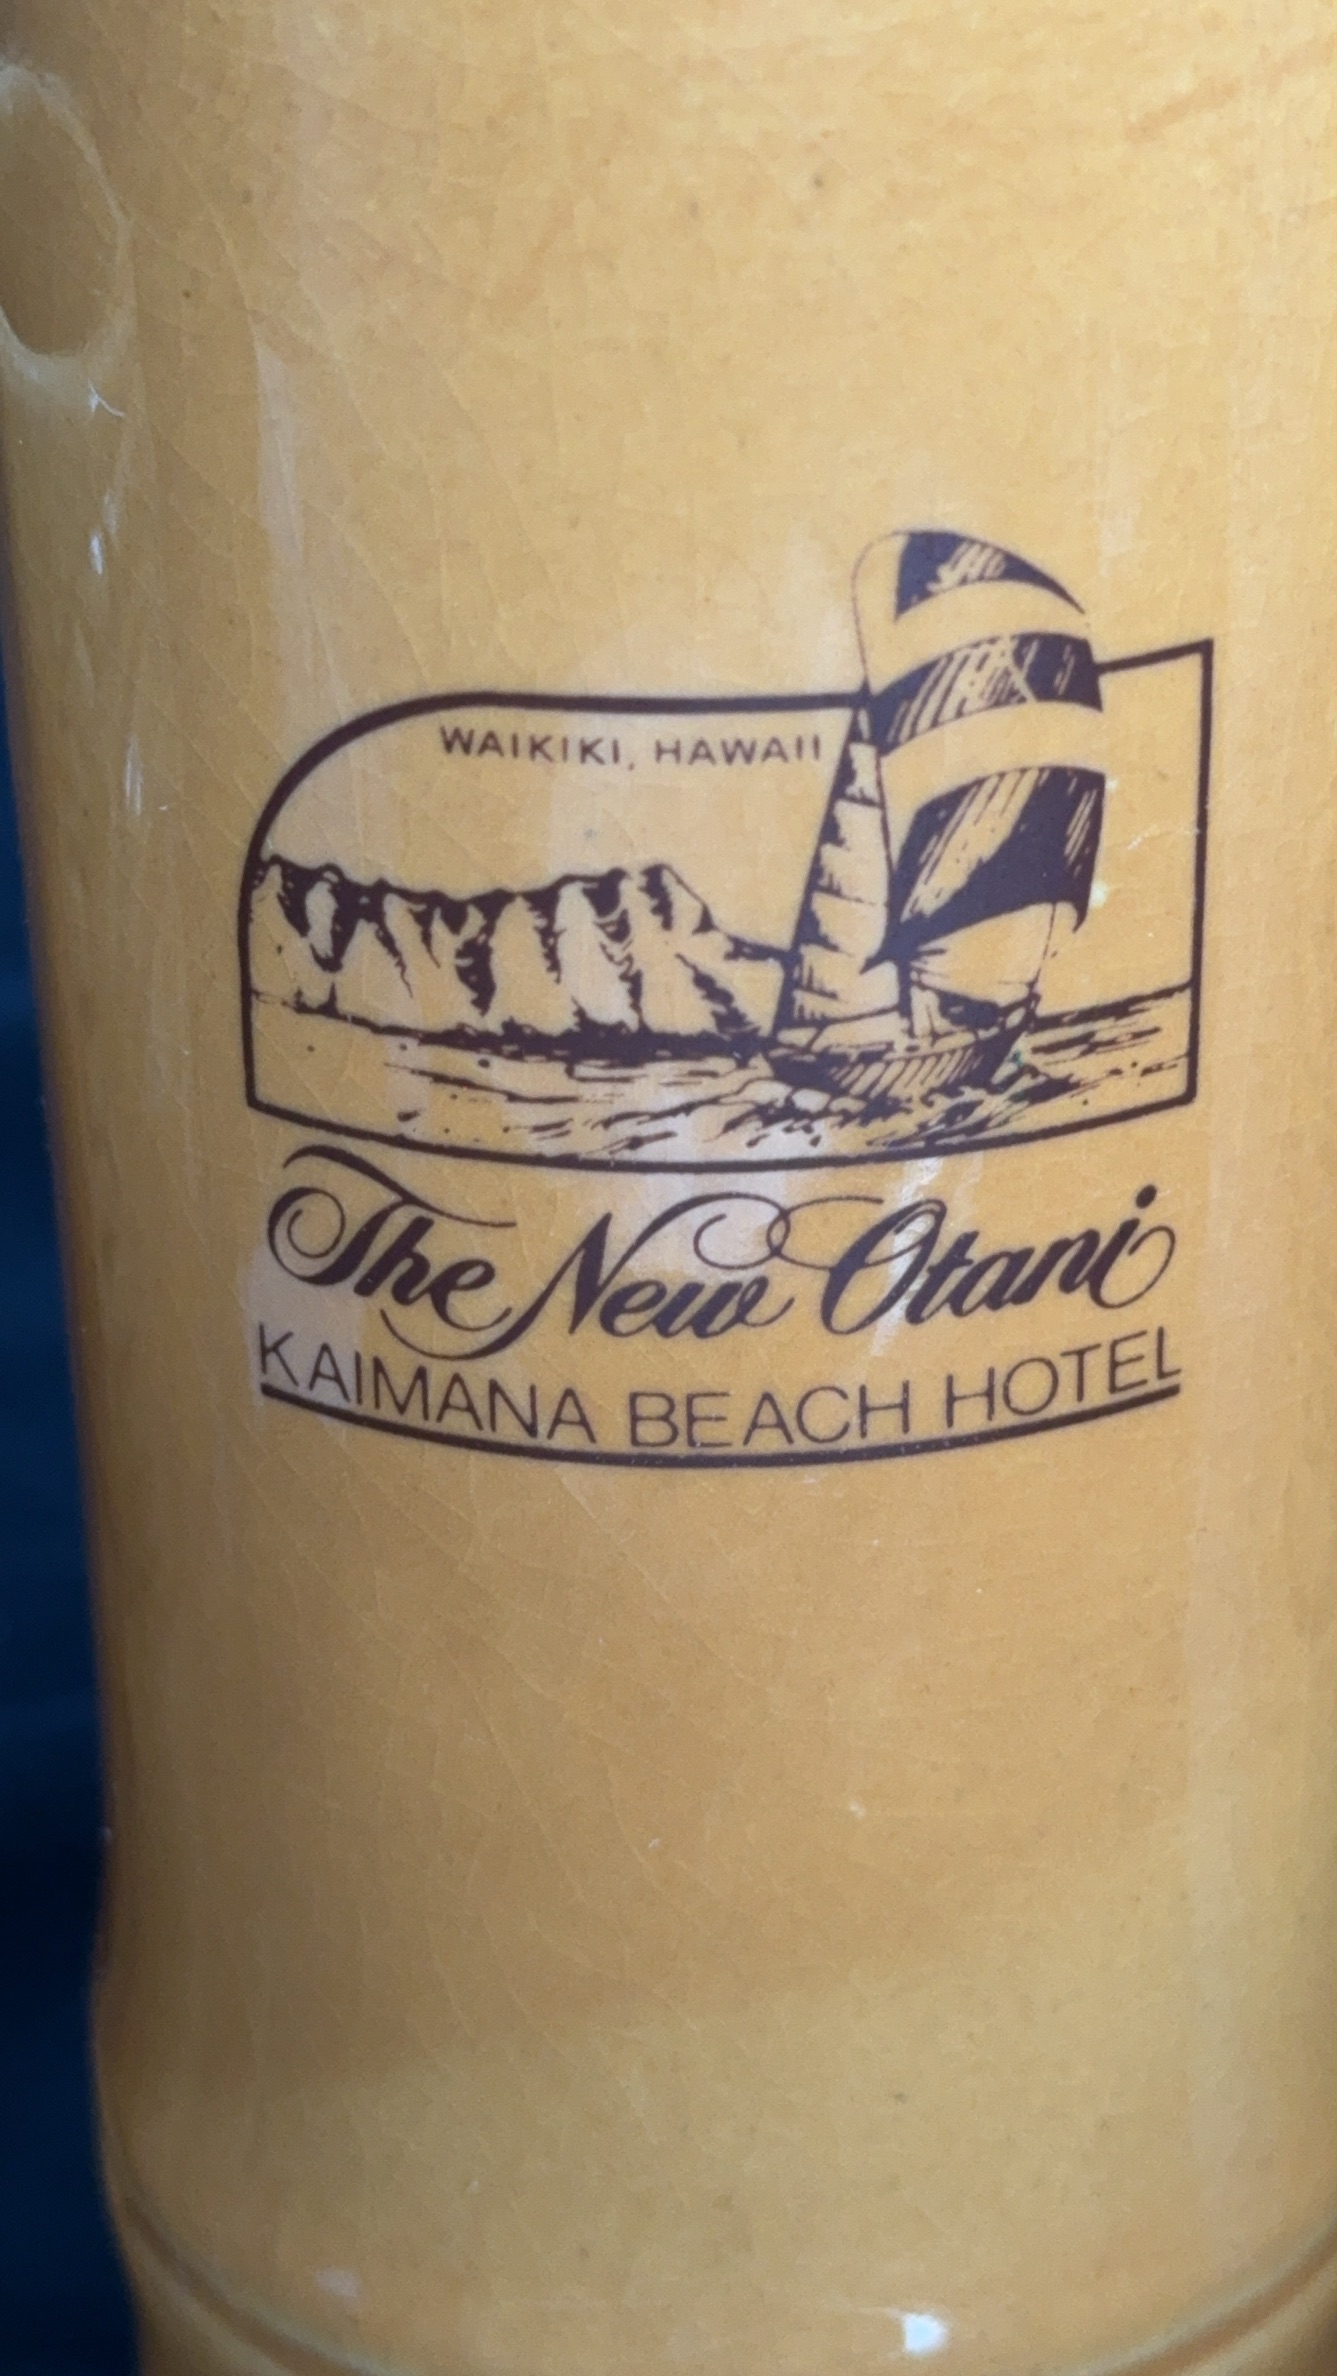 WAIKIKI, HAWAII
The New Otani
KAIMANA BEACH HOTEL